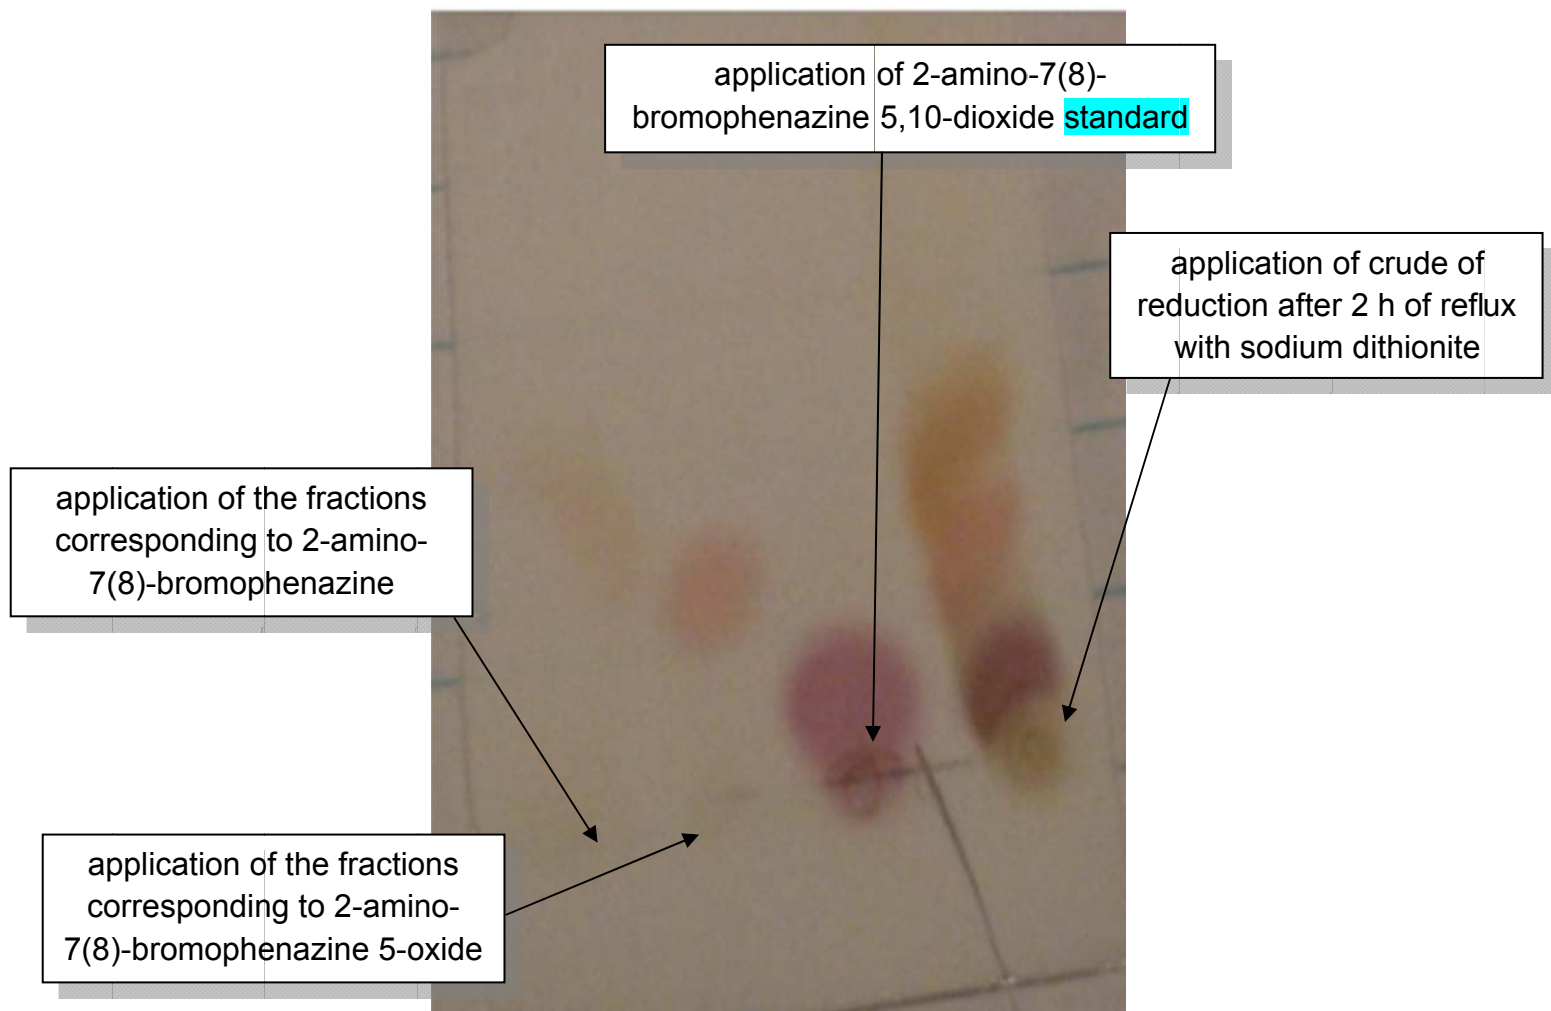 application of 2-amino-7(8)-
bromophenazine 5,10-dioxide standard
application of crude of
reduction after 2 h of reflux
with sodium dithionite
application of the fractions
corresponding to 2-amino-
7(8)-bromophenazine
application of the fractions
corresponding to 2-amino-
7(8)-bromophenazine 5-oxide